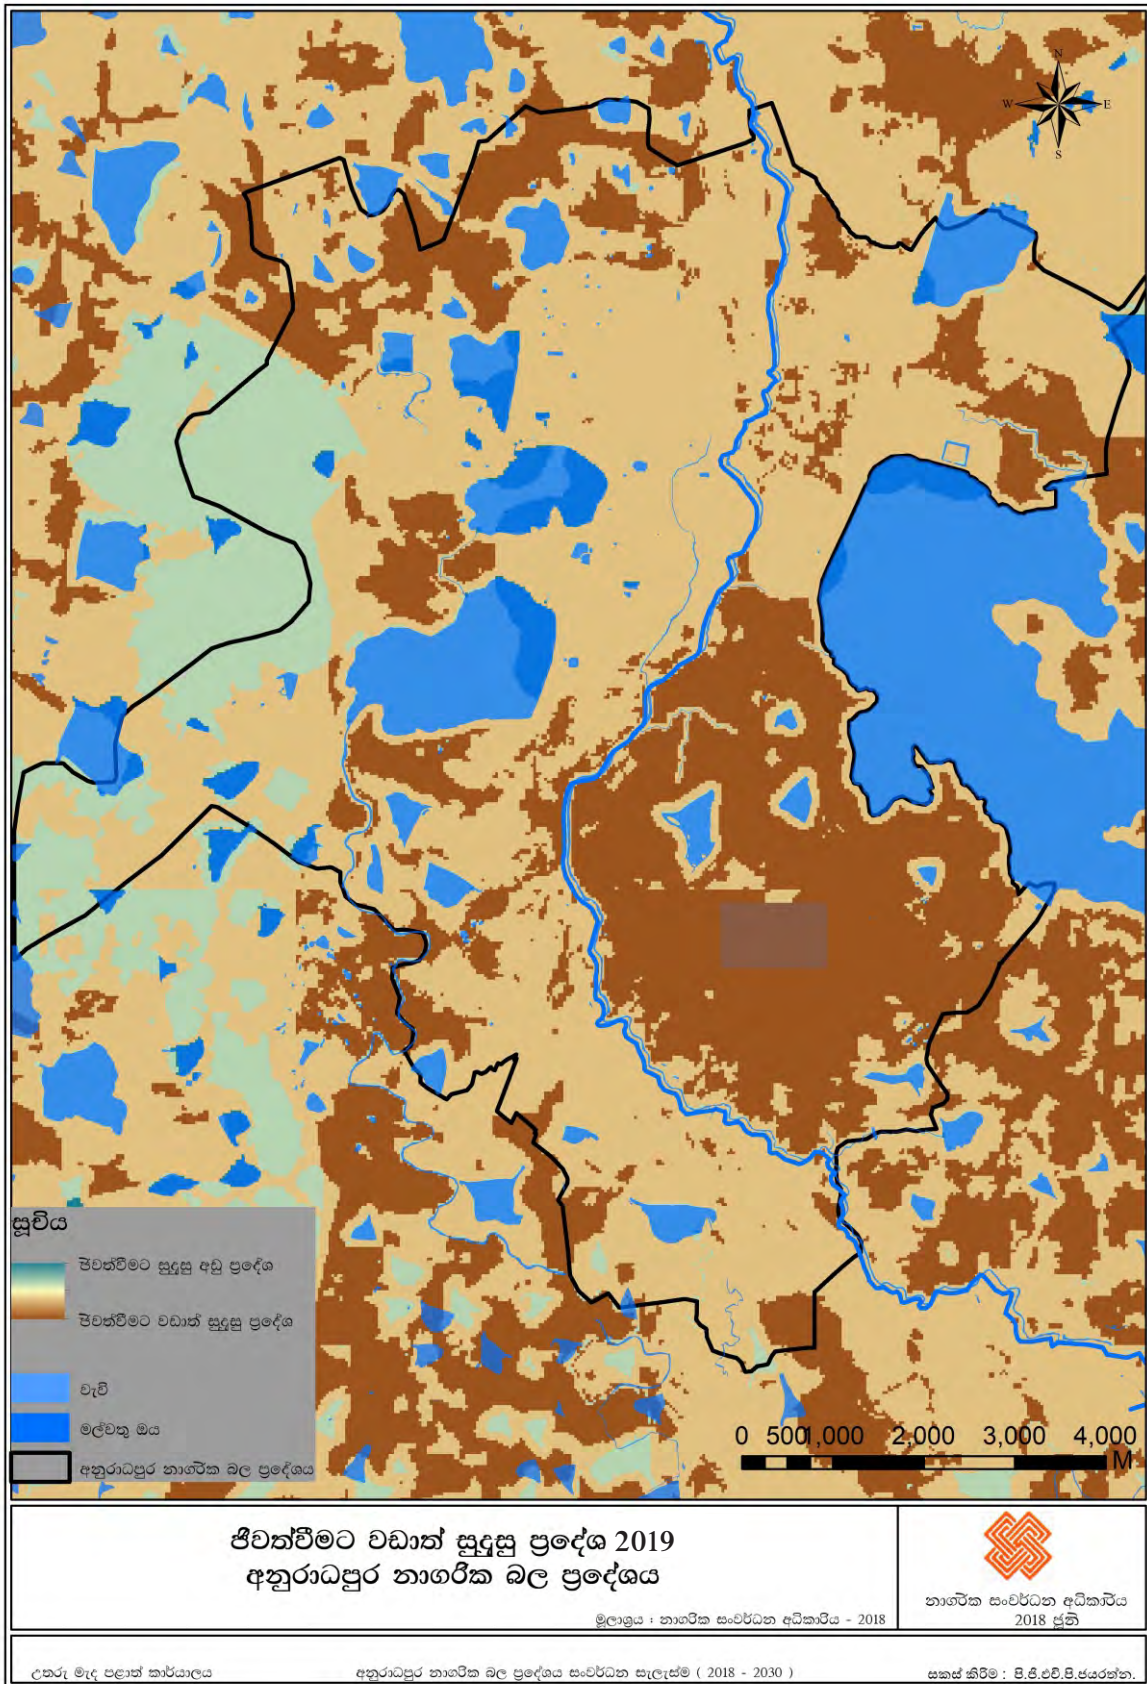 N
W E
S
සූචිය
ජීවත්වීමට සුදුසු අඩු ප්‍රදේශ
ජීවත්වීමට වඩාත් සුදුසු ප්‍රදේශ
වැව්
මල්වතු ඔය
අනුරාධපුර නාගරික බල ප්‍රදේශය
0 500 1,000 2,000 3,000 4,000
M
ජීවත්වීමට වඩාත් සුදුසු ප්‍රදේශ 2019
අනුරාධපුර නාගරික බල ප්‍රදේශය
මූලාශ්‍රය : නාගරික සංවර්ධන අධිකාරිය - 2018
නාගරික සංවර්ධන අධිකාරිය
2018 ජුනි
උතරු මැද පළාත් කාර්යාලය
අනුරාධපුර නාගරික බල ප්‍රදේශය සංවර්ධන සැලැස්ම ( 2018 - 2030 )
සකස් කිරීම : පි.ජී.එච්.පි.ජයරත්න.